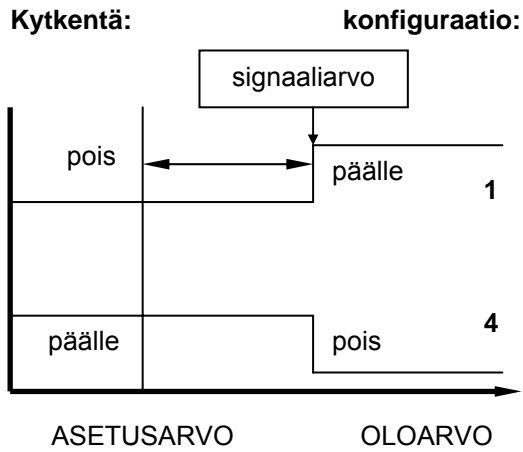 Kytkentä: konfiguraatio:
signaaliarvo
pois
päälle
1
4
päälle
pois
ASETUSARVO OLOARVO